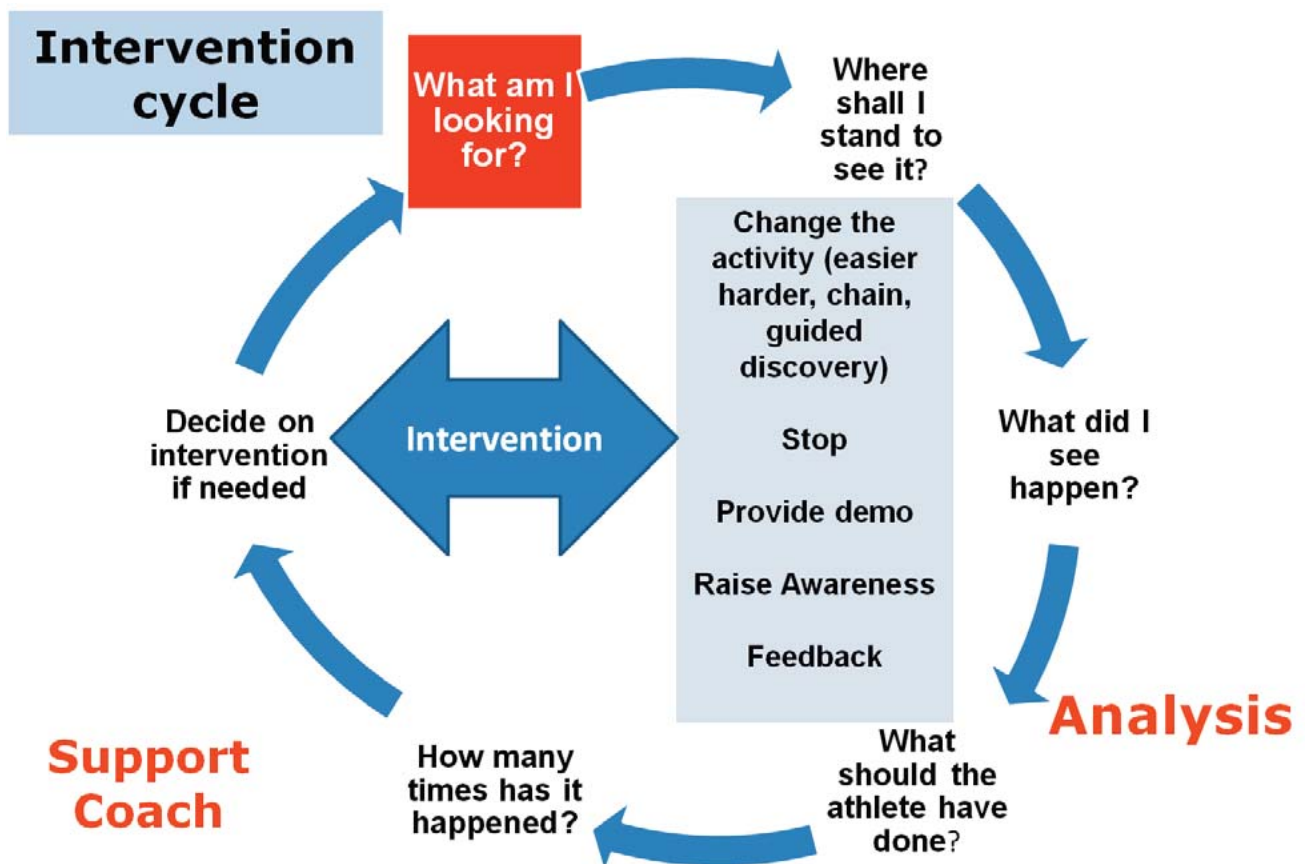 Intervention
cycle
What am I
looking
for?
Where
shall I
stand to
see it?
Change the
activity (easier
harder, chain,
guided
discovery)
Stop
Provide demo
Raise Awareness
Feedback
Intervention
Decide on
intervention
if needed
What did I
see
happen?
Analysis
What
should the
athlete have
done?
How many
times has it
happened?
Support
Coach